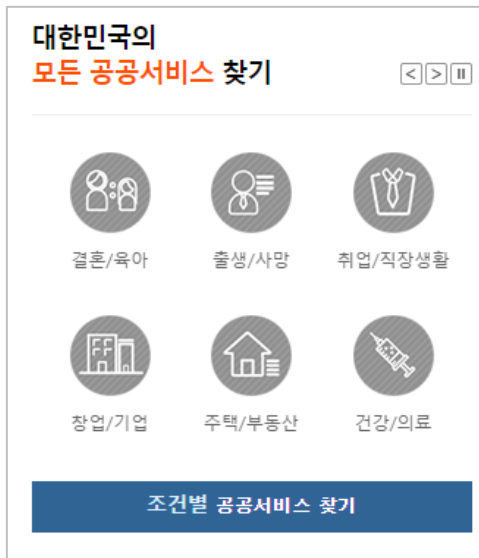 대한민국의
모든 공공서비스 찾기
결혼/육아
출생/사망
취업/직장생활
창업/기업
주택/부동산
건강/의료
조건별 공공서비스 찾기